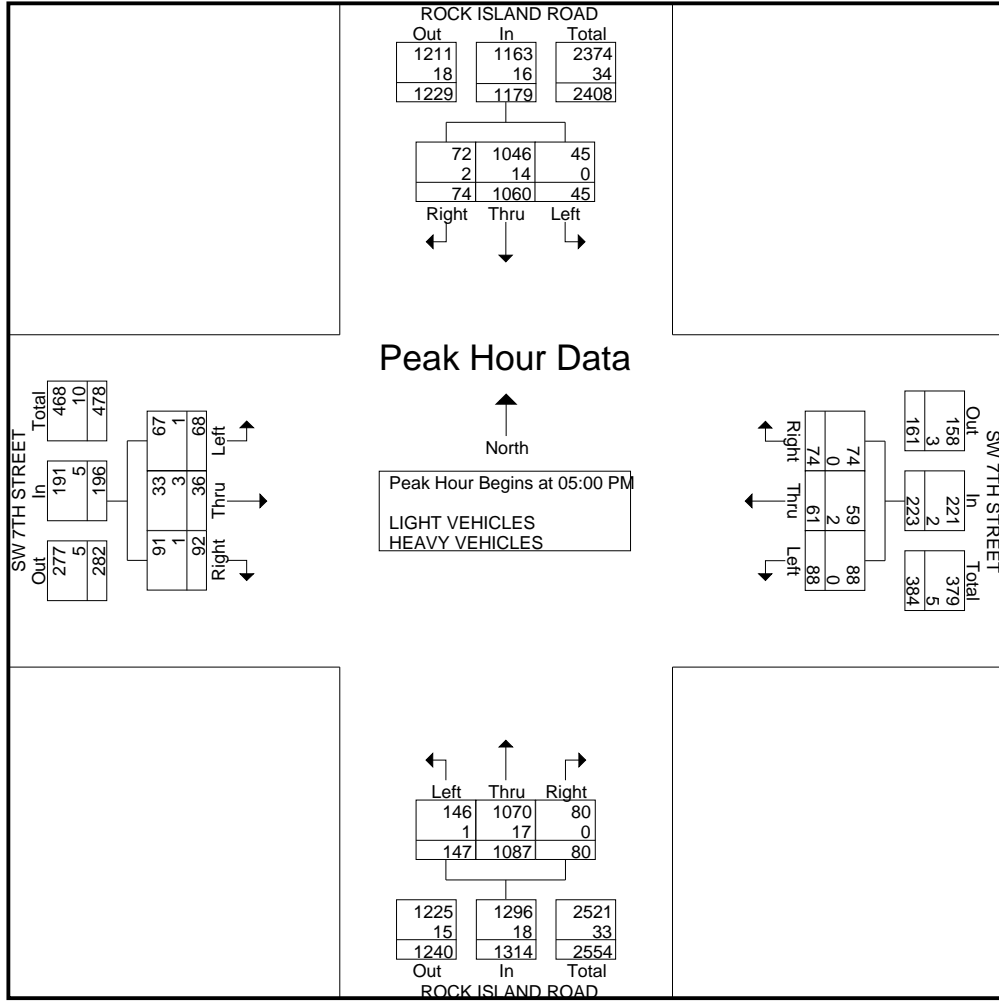 ROCK ISLAND ROAD
Out In Total
1211 1163 2374
18 16 34
1229 1179 2408
72 1046 45
2 14 0
74 1060 45
Right Thru Left
Peak Hour Data
North
Peak Hour Begins at 05:00 PM
LIGHT VEHICLES
HEAVY VEHICLES
SW 7TH STREET
Out In Total
277 191 468
5 5 10
282 196 478
91 33 67
1 3 1
92 36 68
Right Thru Left
SW 7TH STREET
Out In Total
158 221 379
3 2 5
161 223 384
74 59 88
0 2 0
74 61 88
Right Thru Left
Left Thru Right
146 1070 80
1 17 0
147 1087 80
1225 1296 2521
15 18 33
1240 1314 2554
Out In Total
ROCK ISLAND ROAD